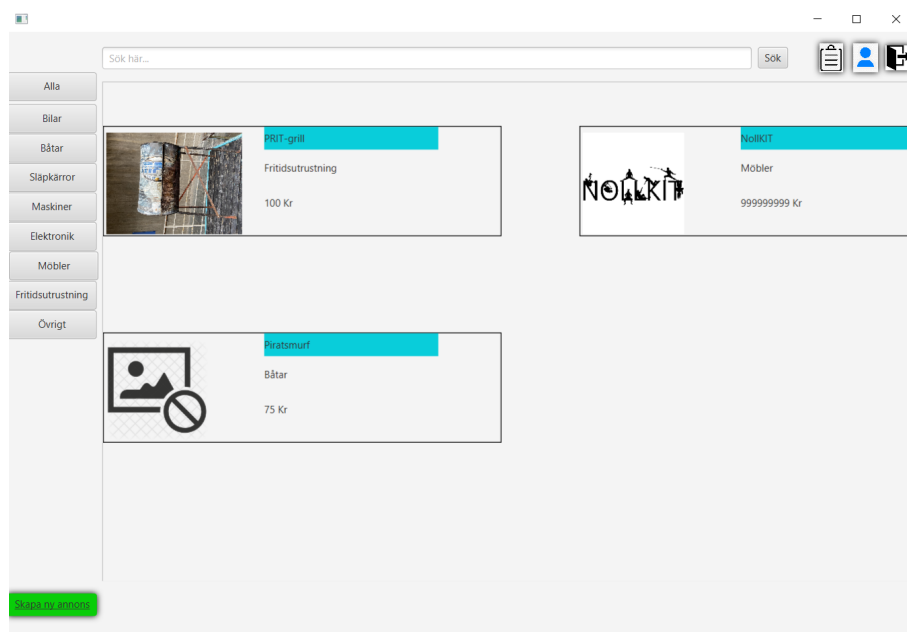 Sök här...
Sök
Alla
Bilar
Båtar
Släpkärror
Maskiner
Elektronik
Möbler
Fritidsutrustning
Övrigt
PRIT-grill
Fritidsutrustning
100 Kr
NOLLKIT
NollKIT
Möbler
999999999 Kr
Piratsmurf
Båtar
75 Kr
Skapa ny annons